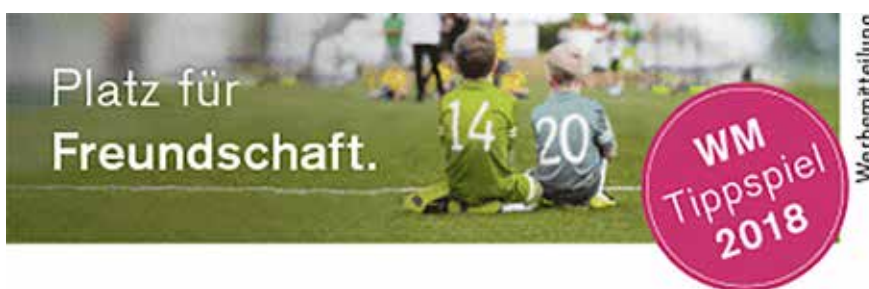 Platz für
Freundschaft.
14
20
WM
Tippspiel
2018
Werbemitteilung